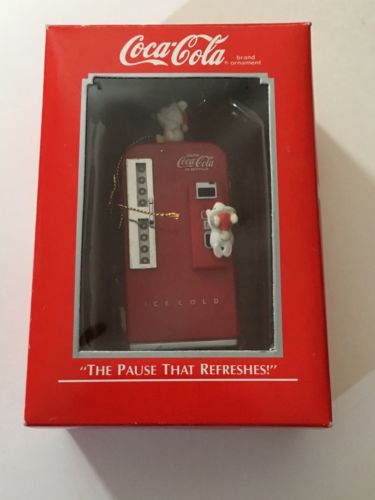 Coca-Cola
brand
® ornament
Coca-Cola
ICE COLD
"THE PAUSE THAT REFRESHES!"